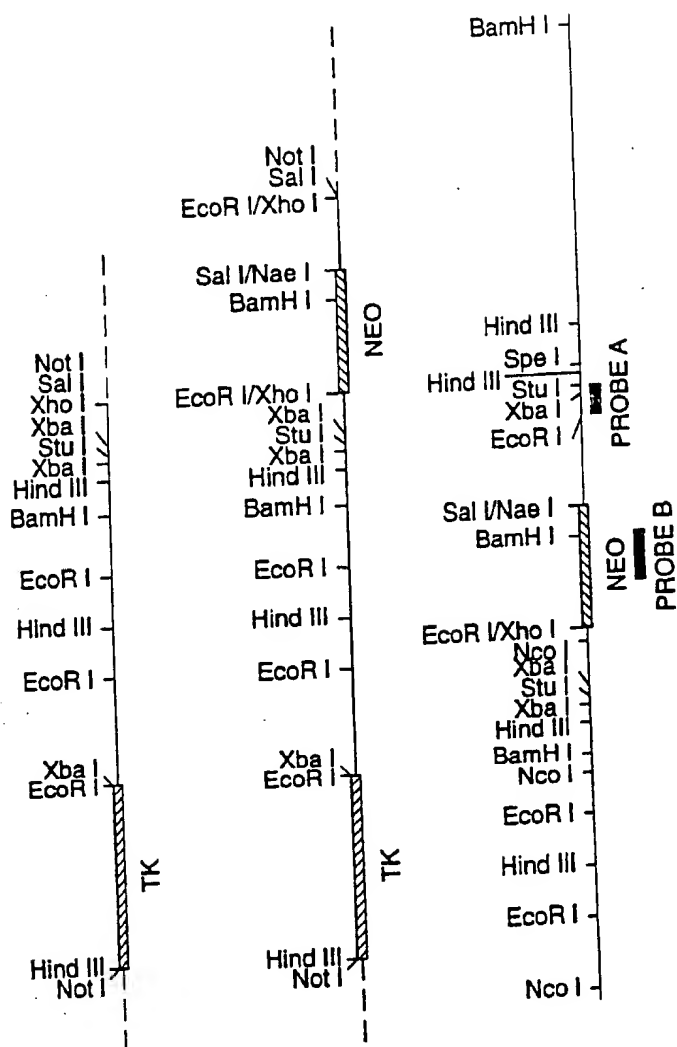 Not I
Sal I
Xho I
Xba I
Stu I
Xba I
Hind III
BamH I
EcoR I
Hind III
EcoR I
Xba I
EcoR I
TK
Hind III
Not I
Not I
Sal I
EcoR I/Xho I
Sal I/Nae I
BamH I
NEO
EcoR I/Xho I
Xba I
Stu I
Xba I
Hind III
BamH I
EcoR I
Hind III
EcoR I
Xba I
EcoR I
TK
Hind III
Not I
BamH I
Hind III
Spe I
Hind III
Stu I
Xba I
EcoR I
PROBE A
Sal I/Nae I
BamH I
NEO
PROBE B
EcoR I/Xho I
Nco I
Xba I
Stu I
Xba I
Hind III
BamH I
Nco I
EcoR I
Hind III
EcoR I
Nco I